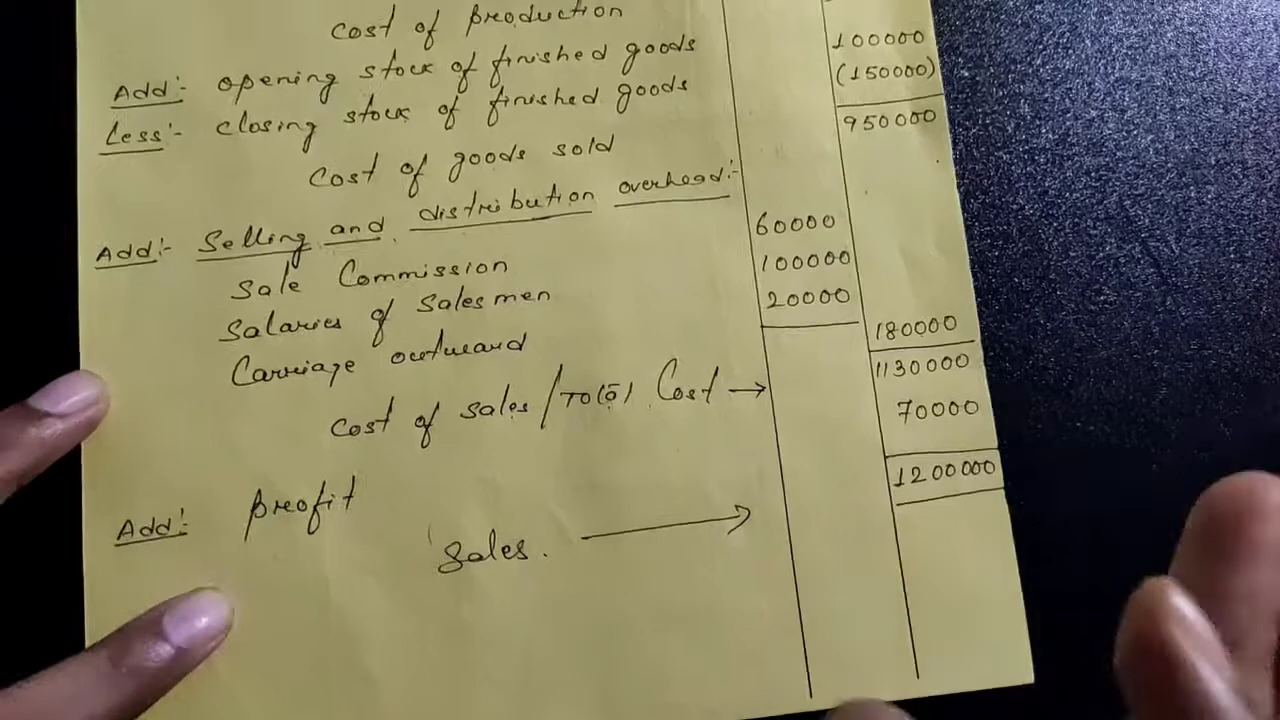 Cost of Production
Add:- opening stock of finished goods 100000
Less:- closing stock of finished goods (150000)
Cost of goods sold 950000
Add:- Selling and distribution overhead:-
Sale Commission 60000
Salaries of Sales men 100000
Carriage outward 20000 180000
Cost of sales/Total Cost → 1130000
Add: Profit 70000
Sales. → 1200000